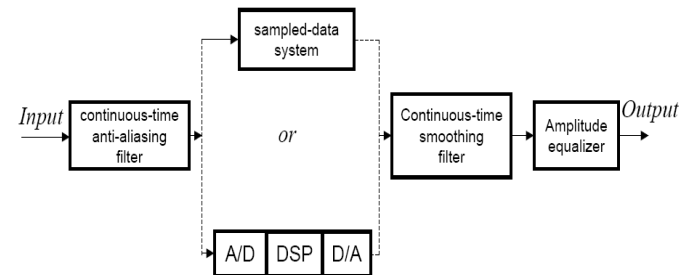 sampled-data
system
Input
continuous-time
anti-aliasing
filter
or
Continuous-time
smoothing
filter
Amplitude
equalizer
Output
A/D DSP D/A